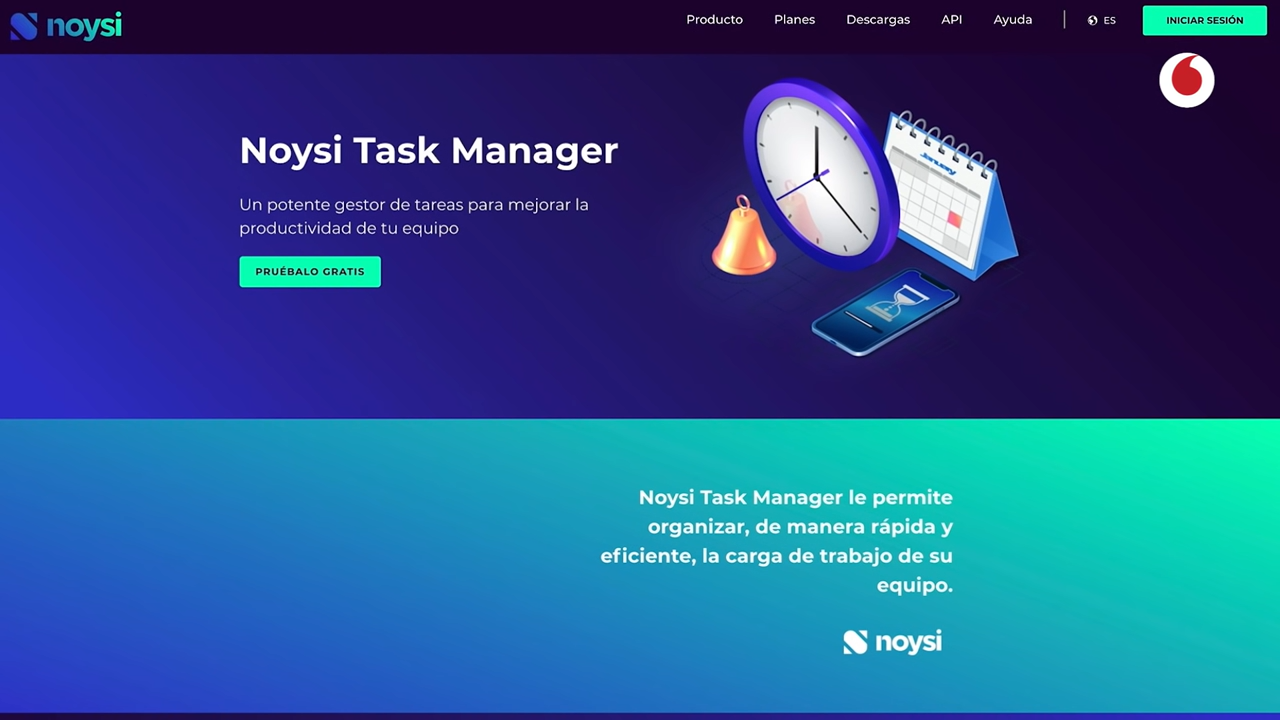 noysi
Producto
Planes
Descargas
API
Ayuda
ES
INICIAR SESIÓN
Noysi Task Manager
Un potente gestor de tareas para mejorar la
productividad de tu equipo
PRUÉBALO GRATIS
January
Noysi Task Manager le permite
organizar, de manera rápida y
eficiente, la carga de trabajo de su
equipo.
noysi